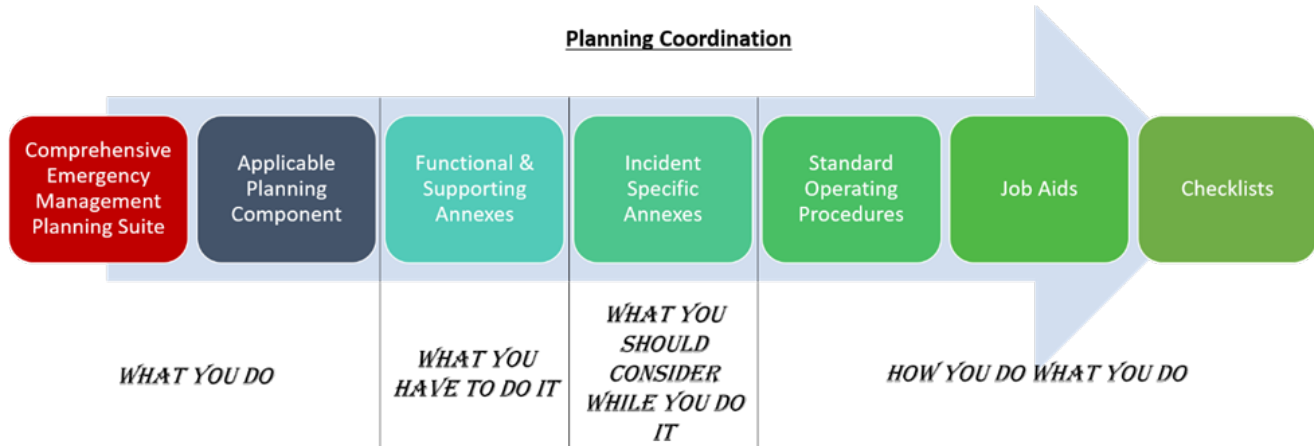 Planning Coordination
Comprehensive
Emergency
Management
Planning Suite
Applicable
Planning
Component
Functional &
Supporting
Annexes
Incident
Specific
Annexes
Standard
Operating
Procedures
Job Aids
Checklists
WHAT YOU DO
WHAT YOU
HAVE TO DO IT
WHAT YOU
SHOULD
CONSIDER
WHILE YOU DO
IT
HOW YOU DO WHAT YOU DO